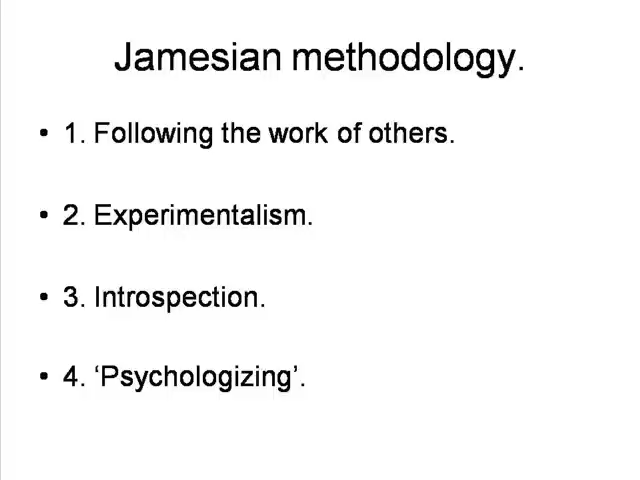 Jamesian methodology.
• 1. Following the work of others.
• 2. Experimentalism.
• 3. Introspection.
• 4. ‘Psychologizing’.